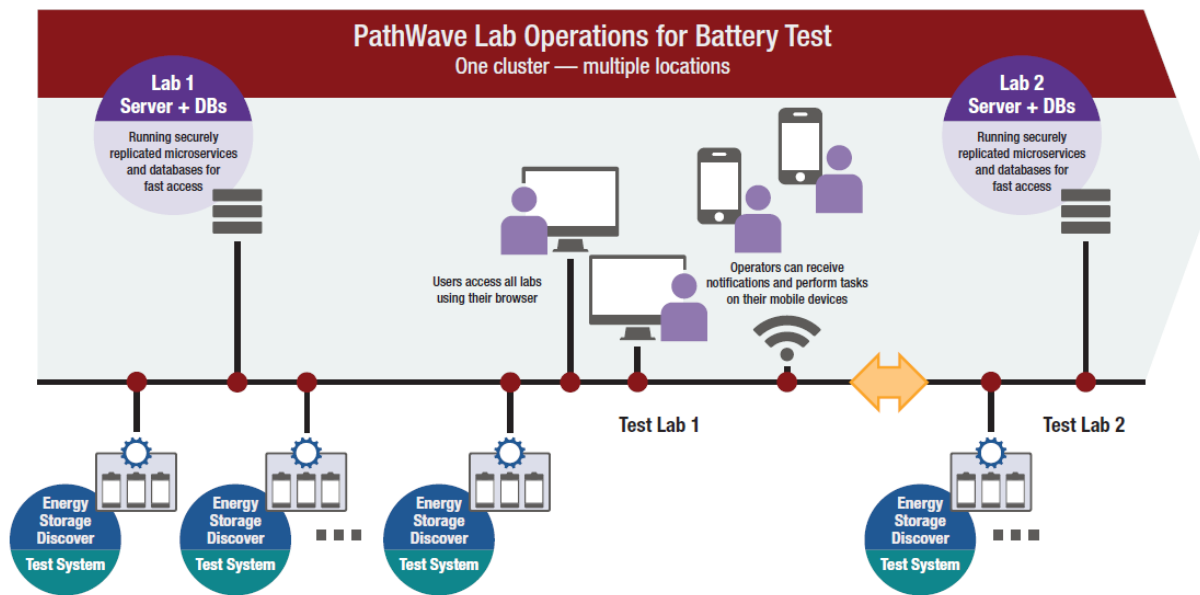 PathWave Lab Operations for Battery Test
One cluster — multiple locations
Lab 1
Server + DBs
Running securely
replicated microservices
and databases for
fast access
Lab 2
Server + DBs
Running securely
replicated microservices
and databases for
fast access
Users access all labs
using their browser
Operators can receive
notifications and perform tasks
on their mobile devices
Test Lab 1
Test Lab 2
Energy
Storage
Discover
Test System
Energy
Storage
Discover
Test System
Energy
Storage
Discover
Test System
Energy
Storage
Discover
Test System